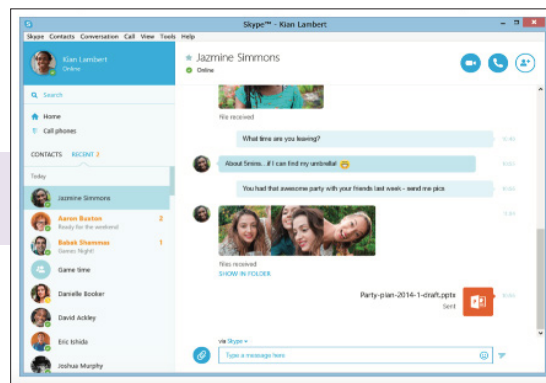 Skype™ - Kian Lambert
Skype Contacts Conversation Call View Tools Help
Kian Lambert
Online
Search
Home
Call phones
CONTACTS RECENT 2
Today
Jazmine Simmons
Aaron Buxton 2
Ready for the weekend
Babak Shammas 1
Games Night!
Game time
Danielle Booker
David Ackley
Eric Ishida
Joshua Murphy
Jazmine Simmons
Online
files received
What time are you leaving?
About 5mins.. if I can find my umbrella!
You had that awesome party with your friends last week - send me pics
files received
SHOW IN FOLDER
Party-plan-2014-1-draft.pptx
Sent
via Skype
Type a message here